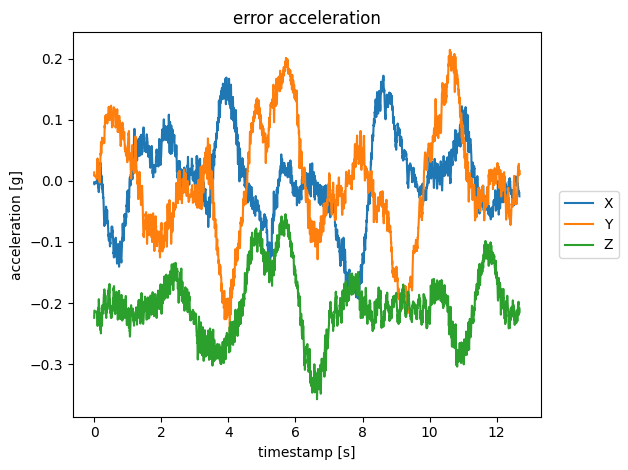 error acceleration
acceleration [g]
0.2
0.1
0.0
−0.1
−0.2
−0.3
0 2 4 6 8 10 12
timestamp [s]
X
Y
Z